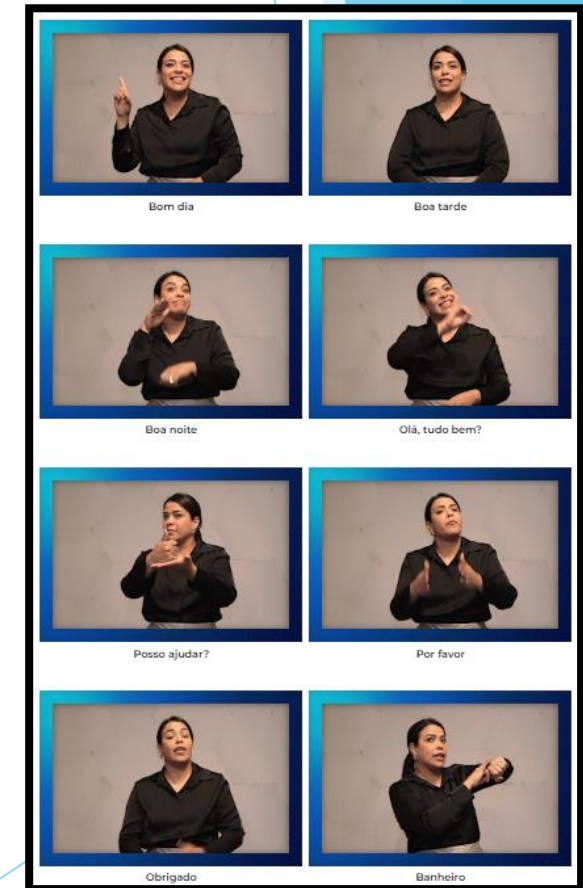 Bom dia
Boa tarde
Boa noite
Olá, tudo bem?
Posso ajudar?
Por favor
Obrigado
Banheiro